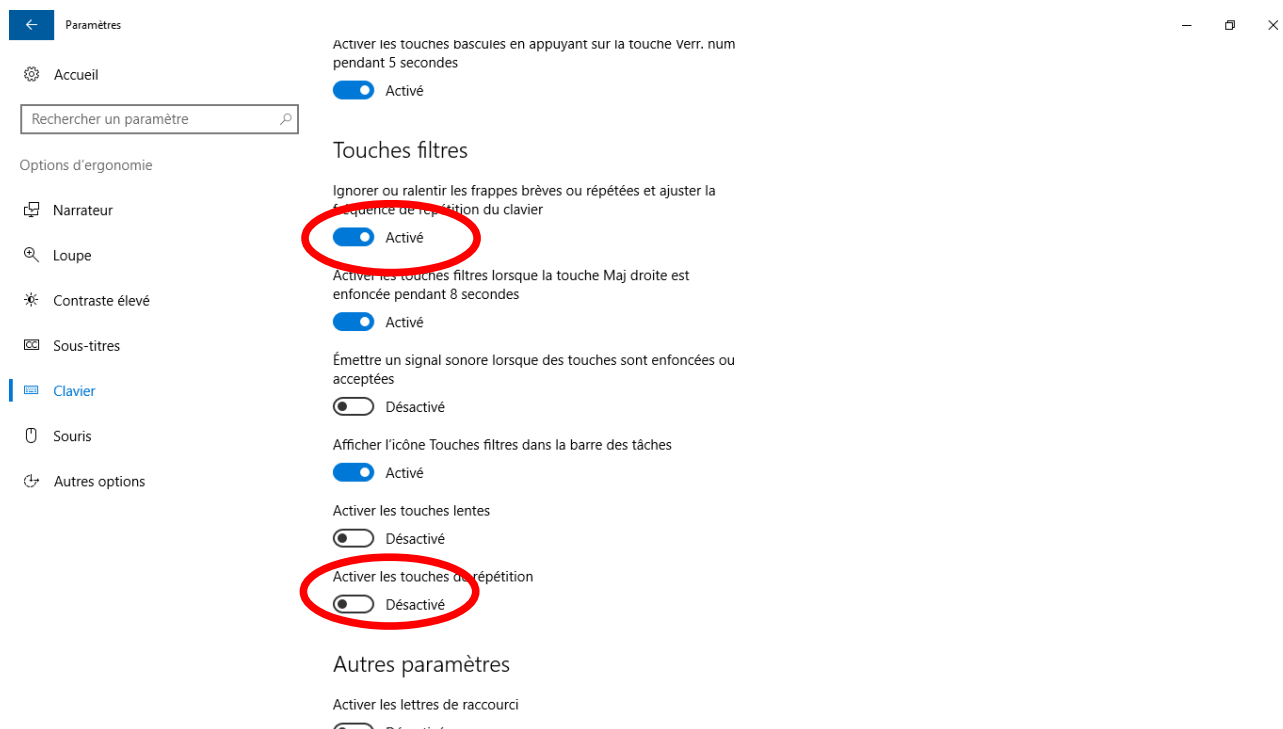 Paramètres
Accueil
Rechercher un paramètre
Options d'ergonomie
Narrateur
Loupe
Contraste élevé
Sous-titres
Clavier
Souris
Autres options
Activer les touches bascules en appuyant sur la touche Verr. num
pendant 5 secondes
Activé
Touches filtres
Ignorer ou ralentir les frappes brèves ou répétées et ajuster la
fréquence de répétition du clavier
Activé
Activer les touches filtres lorsque la touche Maj droite est
enfoncée pendant 8 secondes
Activé
Émettre un signal sonore lorsque des touches sont enfoncées ou
acceptées
Désactivé
Afficher l'icône Touches filtres dans la barre des tâches
Activé
Activer les touches lentes
Désactivé
Activer les touches de répétition
Désactivé
Autres paramètres
Activer les lettres de raccourci